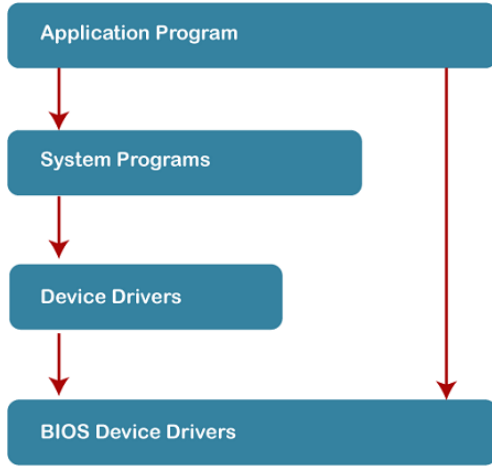 Application Program
System Programs
Device Drivers
BIOS Device Drivers